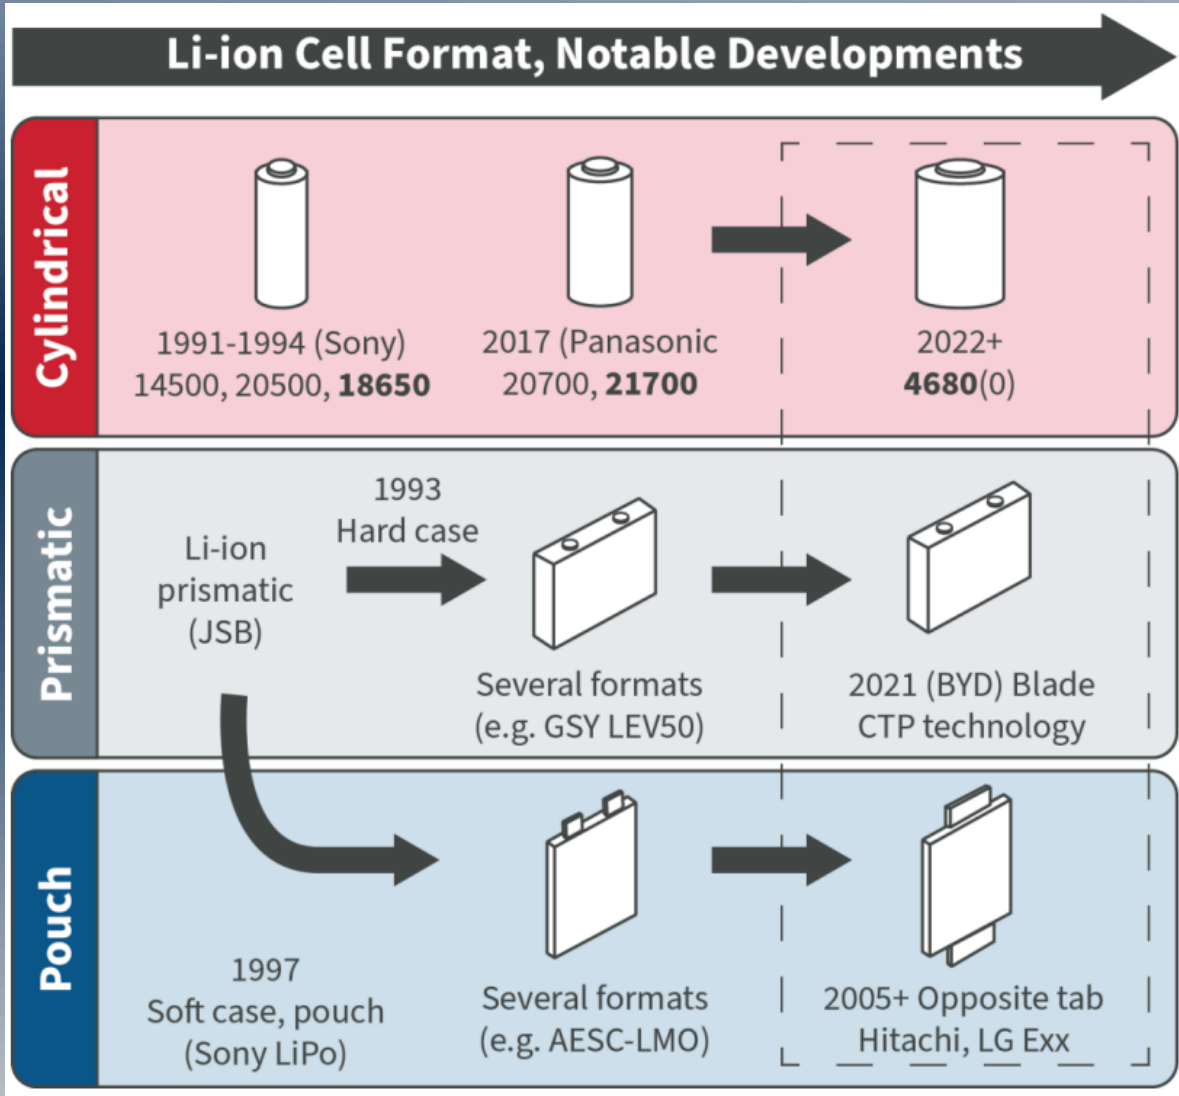 Li-ion Cell Format, Notable Developments
Cylindrical
1991-1994 (Sony)
14500, 20500, 18650
2017 (Panasonic
20700, 21700
2022+
4680(0)
Prismatic
Li-ion
prismatic
(JSB)
1993
Hard case
Several formats
(e.g. GSY LEV50)
2021 (BYD) Blade
CTP technology
Pouch
1997
Soft case, pouch
(Sony LiPo)
Several formats
(e.g. AESC-LMO)
2005+ Opposite tab
Hitachi, LG Exx